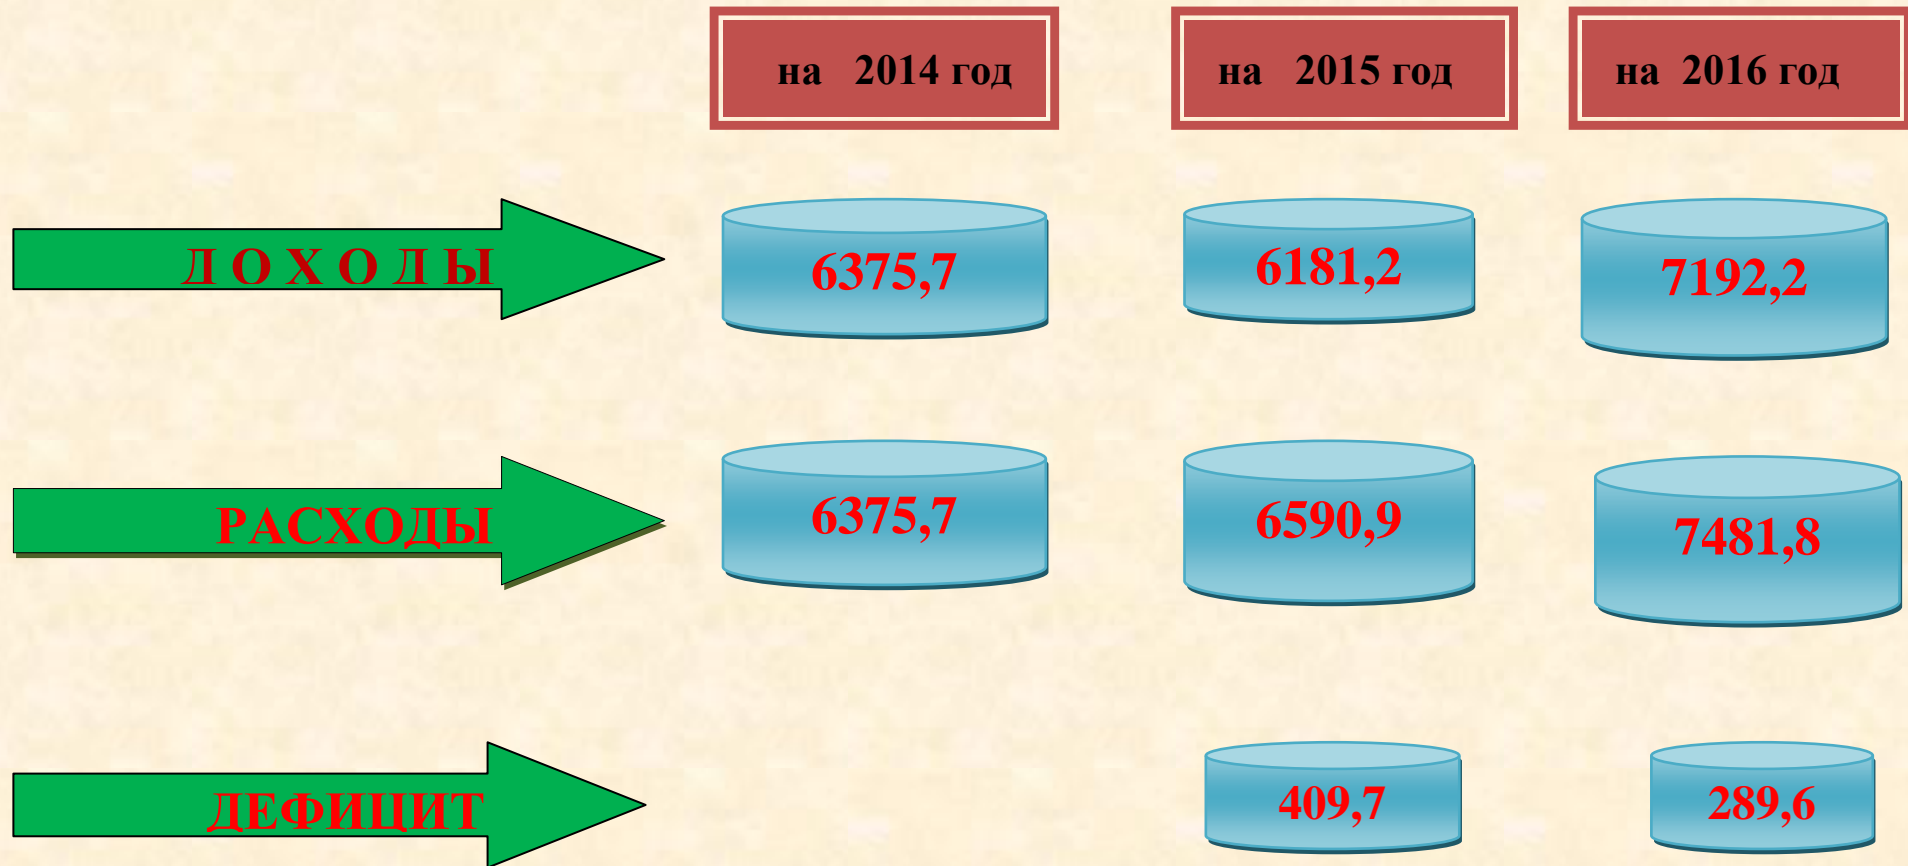 на 2014 год
на 2015 год
на 2016 год
Д О Х О Д Ы
6375,7
6181,2
7192,2
РАСХОДЫ
6375,7
6590,9
7481,8
ДЕФИЦИТ
409,7
289,6